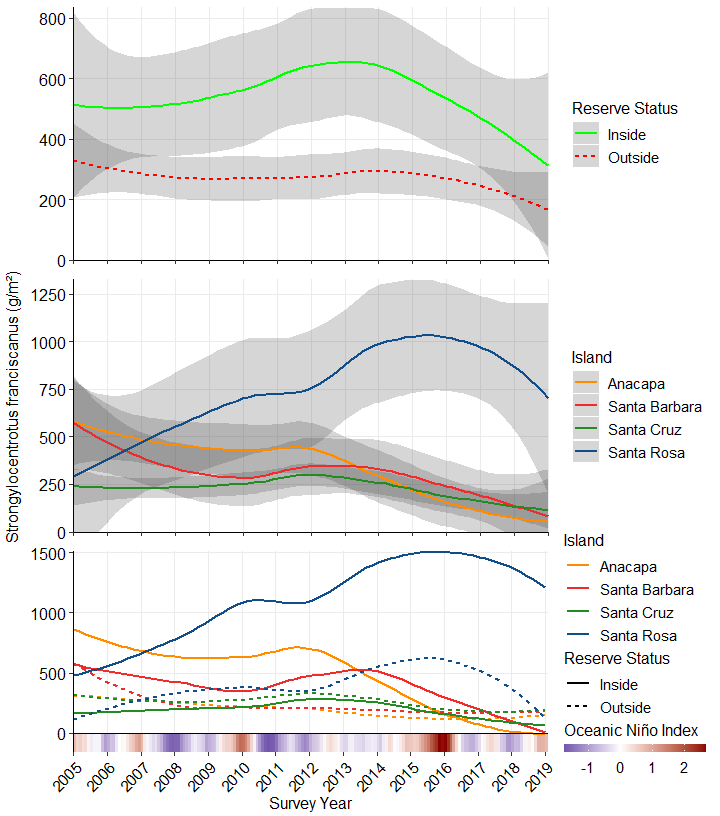 Strongylocentrotus franciscanus (g/m²)
800
600
400
200
0
Reserve Status
Inside
Outside
1250
1000
750
500
250
0
Island
Anacapa
Santa Barbara
Santa Cruz
Santa Rosa
1500
1000
500
0
Island
Anacapa
Santa Barbara
Santa Cruz
Santa Rosa
Reserve Status
Inside
Outside
Oceanic Niño Index
-1 0 1 2
2005 2006 2007 2008 2009 2010 2011 2012 2013 2014 2015 2016 2017 2018 2019
Survey Year